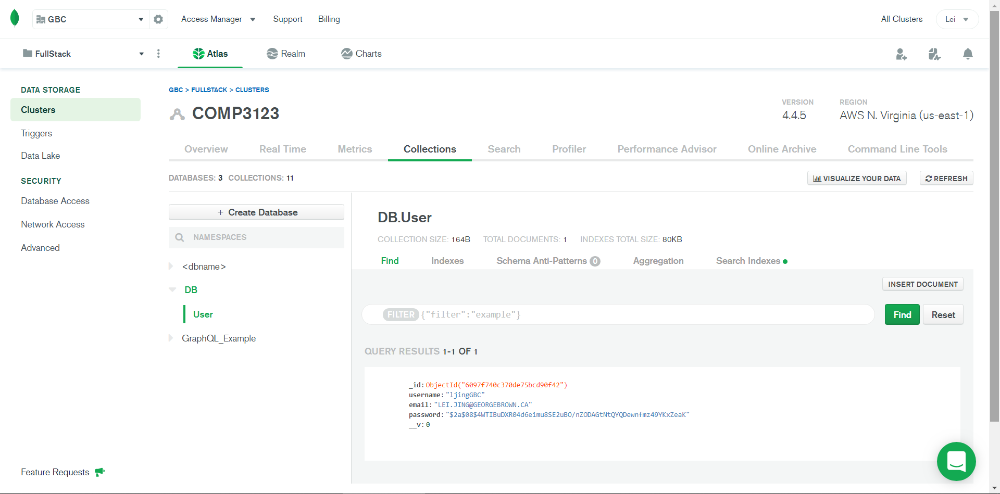 GBC
Access Manager
Support
Billing
All Clusters
Lei
FullStack
Atlas
Realm
Charts
DATA STORAGE
Clusters
Triggers
Data Lake
SECURITY
Database Access
Network Access
Advanced
Feature Requests
GBC > FULLSTACK > CLUSTERS
COMP3123
VERSION
4.4.5
REGION
AWS N. Virginia (us-east-1)
Overview
Real Time
Metrics
Collections
Search
Profiler
Performance Advisor
Online Archive
Command Line Tools
DATABASES: 3 COLLECTIONS: 11
VISUALIZE YOUR DATA
REFRESH
+ Create Database
NAMESPACES
<dbname>
DB
User
GraphQL_Example
DB.User
COLLECTION SIZE: 164B TOTAL DOCUMENTS: 1 INDEXES TOTAL SIZE: 80KB
Find
Indexes
Schema Anti-Patterns 0
Aggregation
Search Indexes
INSERT DOCUMENT
FILTER {"filter":"example"}
Find
Reset
QUERY RESULTS 1-1 OF 1
_id: ObjectId("6097f740c370de75bcd90f42")
username: "ljingGBC"
email: "LEI.JING@GEORGEBROWN.CA"
password: "$2a$08$4WTIBuDXR04d6eimu8SE2uBO/nZODAGtNtQYQDewnfmz49YKxZeaK"
__v: 0